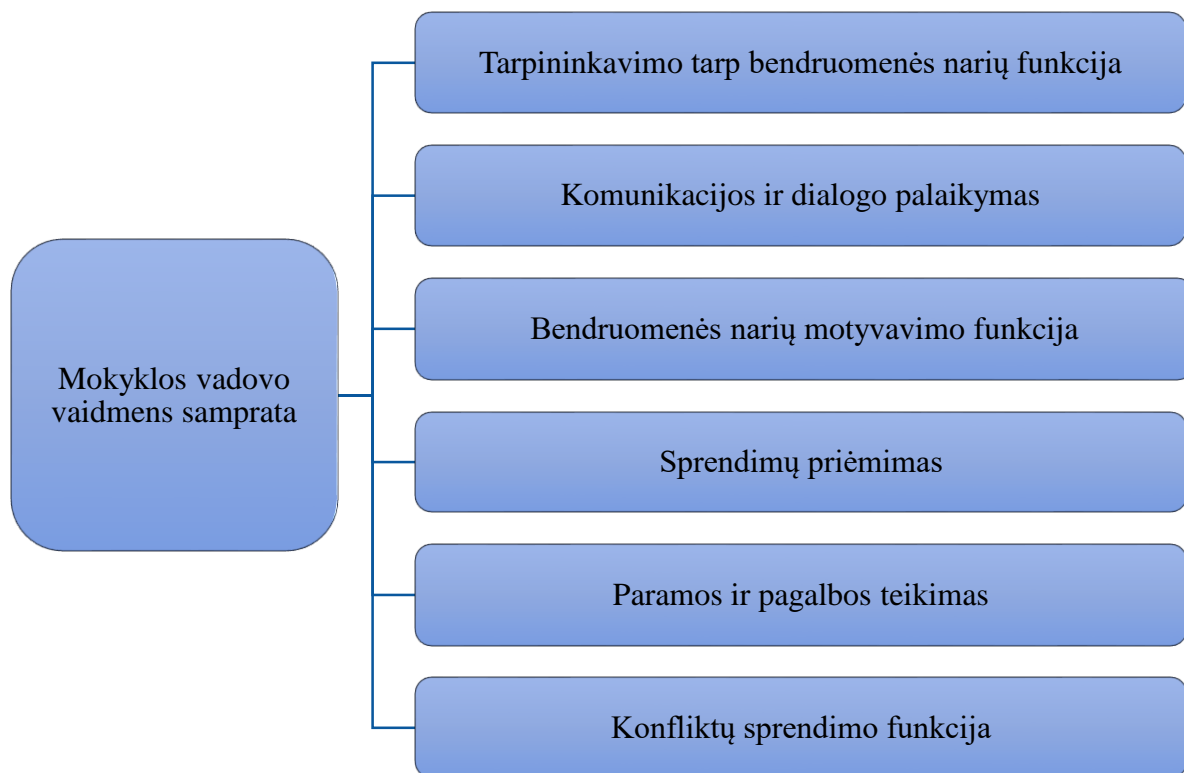 Tarpininkavimo tarp bendruomenės narių funkcija
Komunikacijos ir dialogo palaikymas
Bendruomenės narių motyvavimo funkcija
Mokyklos vadovo
vaidmens samprata
Sprendimų priėmimas
Paramos ir pagalbos teikimas
Konfliktų sprendimo funkcija